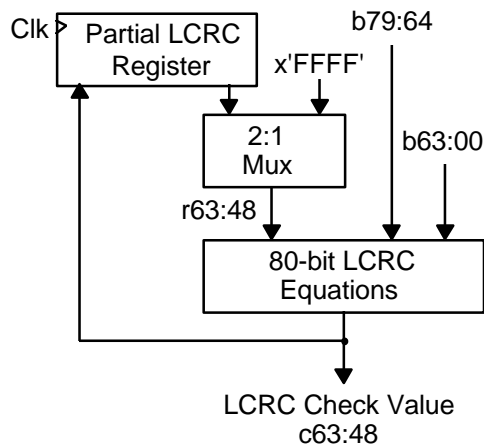 Clk
Partial LCRC
Register
b79:64
x'FFFF'
2:1
Mux
b63:00
r63:48
80-bit LCRC
Equations
LCRC Check Value
c63:48